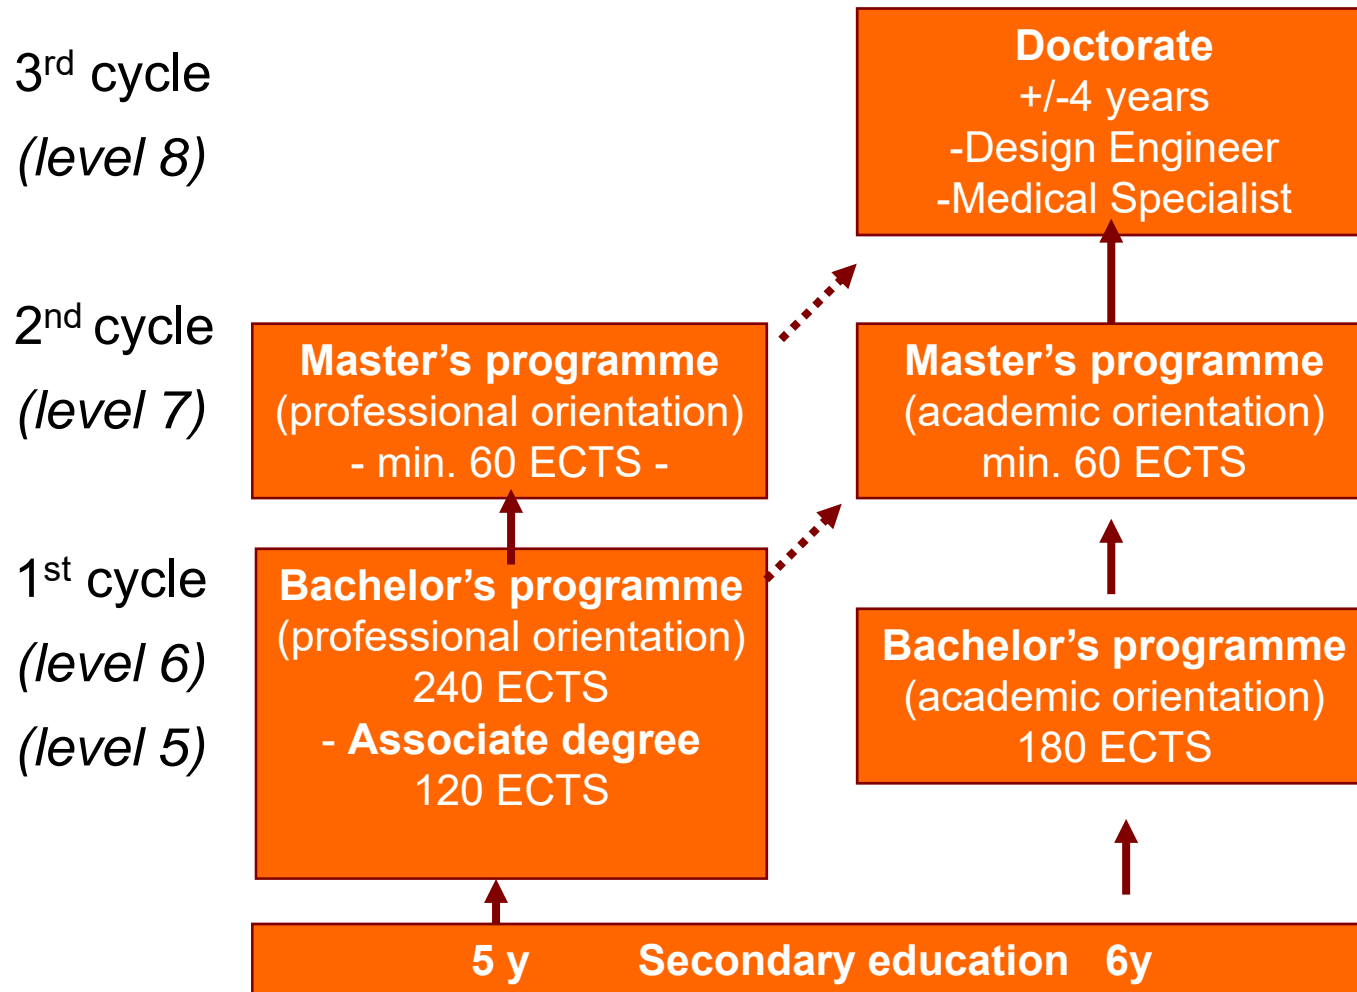 3rd cycle
(level 8)
Doctorate
+/-4 years
-Design Engineer
-Medical Specialist
2nd cycle
(level 7)
Master’s programme
(professional orientation)
- min. 60 ECTS -
Master’s programme
(academic orientation)
min. 60 ECTS
1st cycle
(level 6)
(level 5)
Bachelor’s programme
(professional orientation)
240 ECTS
- Associate degree
120 ECTS
Bachelor’s programme
(academic orientation)
180 ECTS
5 y Secondary education 6y